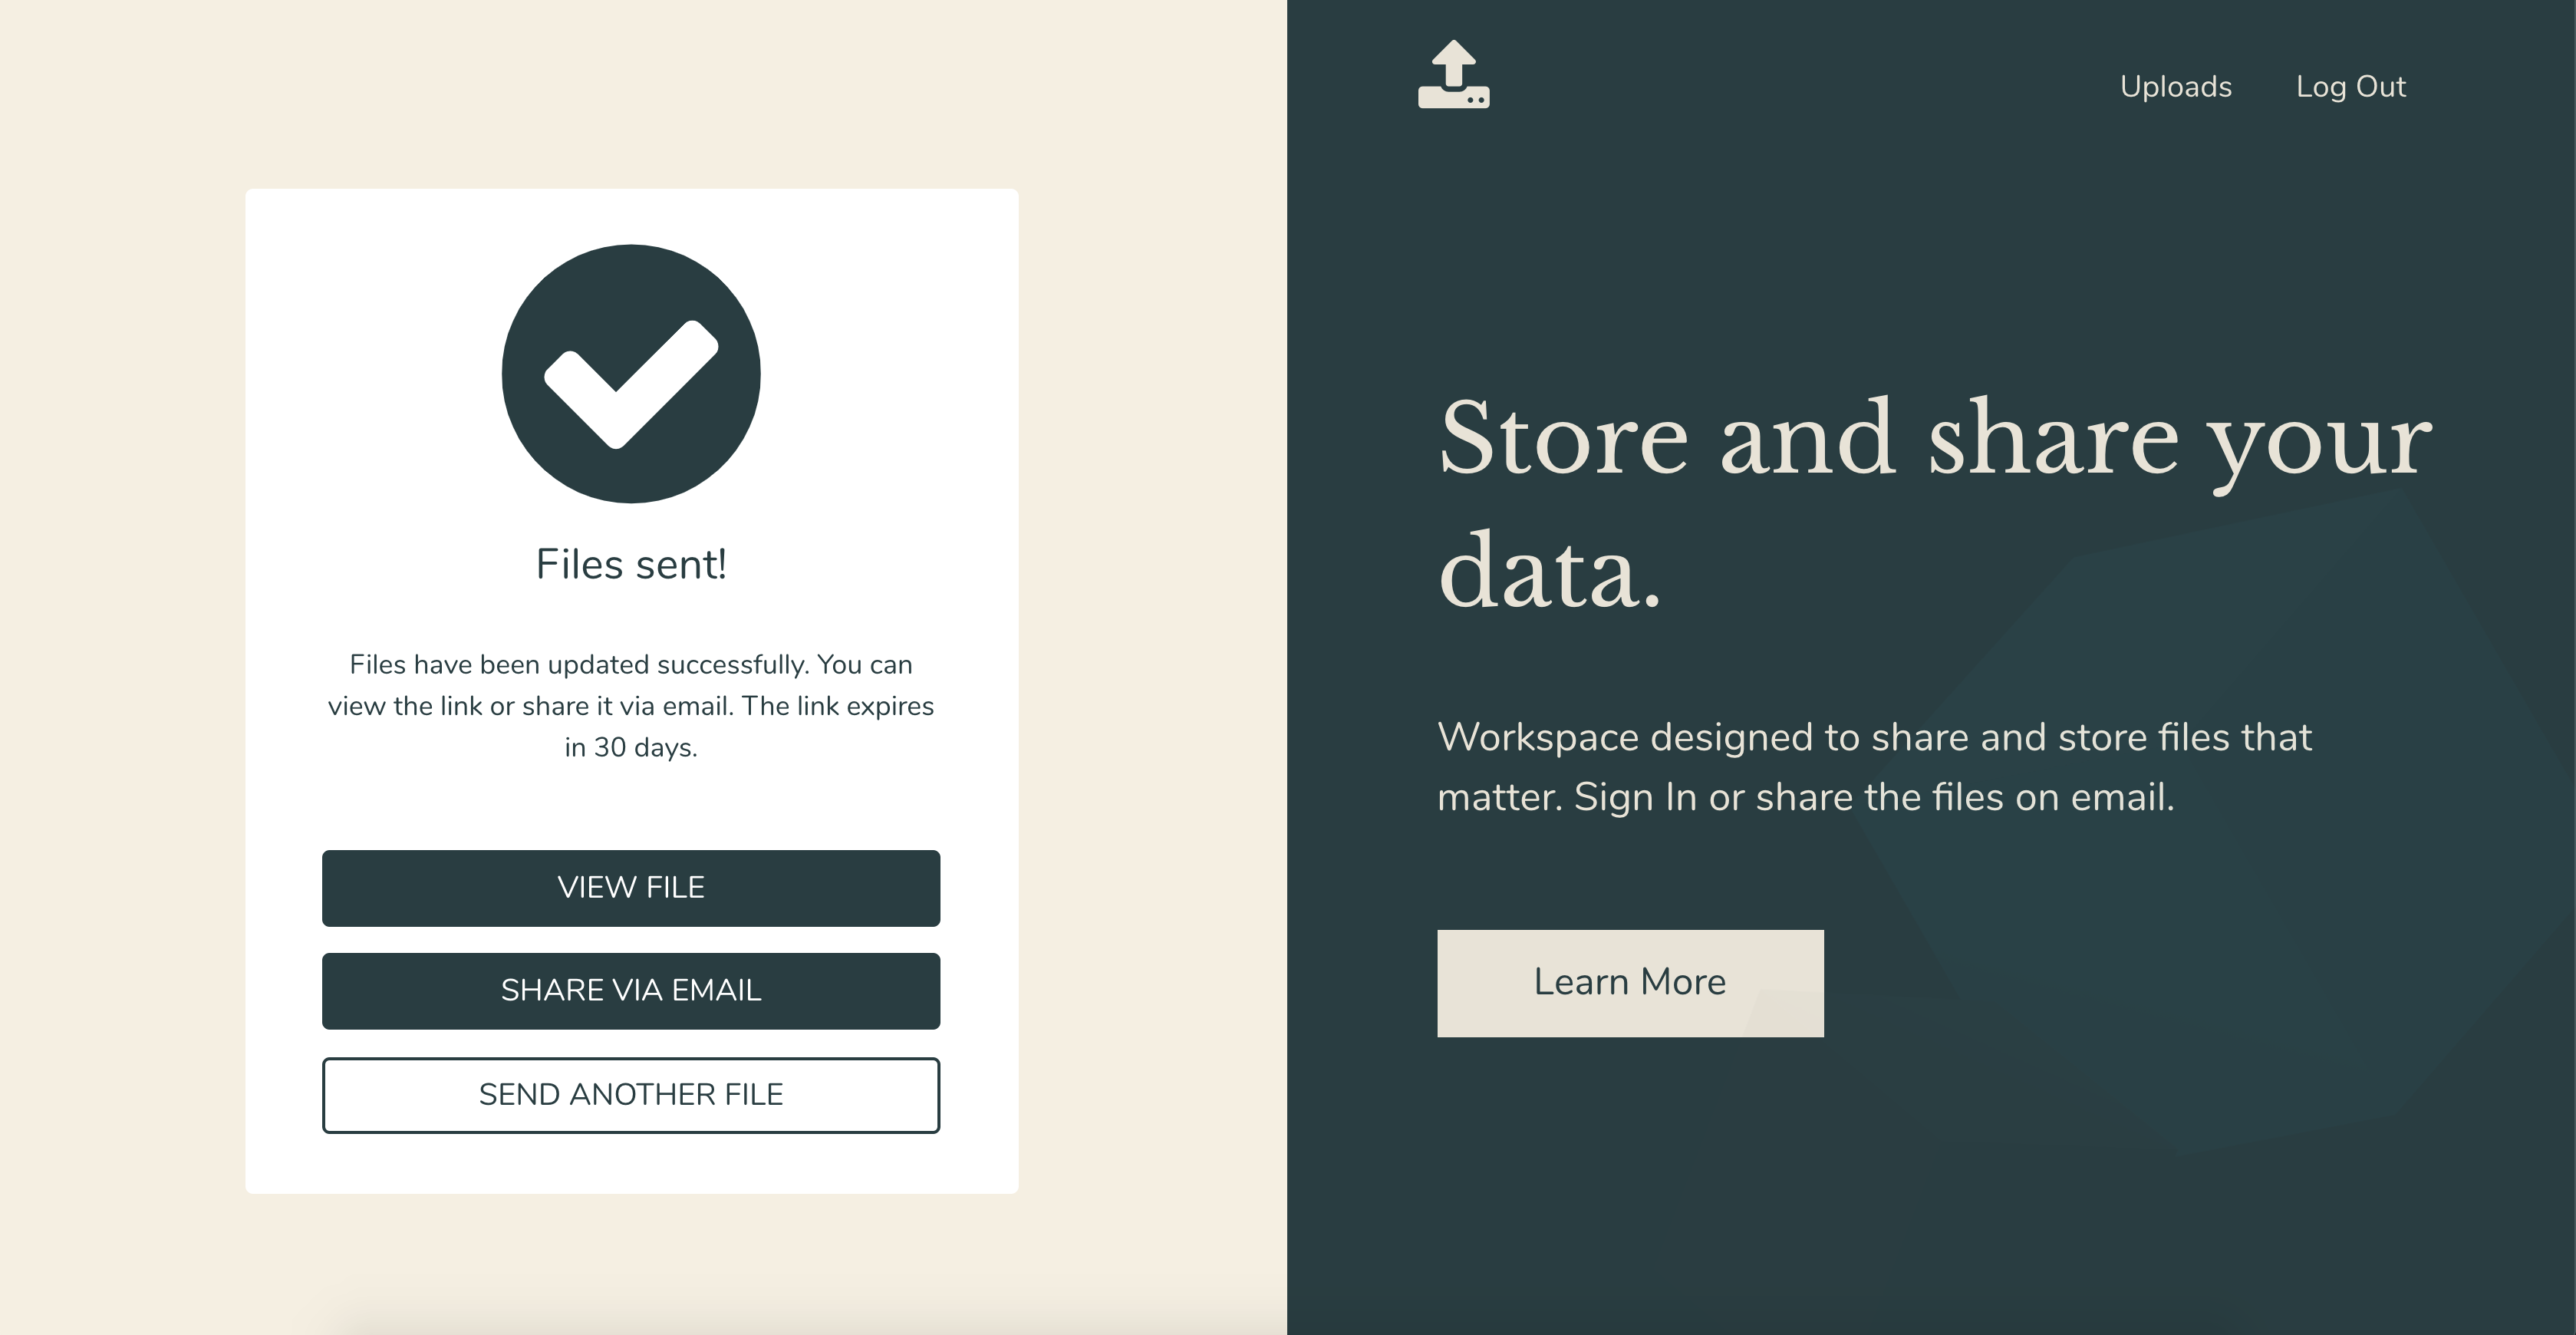 Files sent!
Files have been updated successfully. You can
view the link or share it via email. The link expires
in 30 days.
VIEW FILE
SHARE VIA EMAIL
SEND ANOTHER FILE
Uploads
Log Out
Store and share your
data.
Workspace designed to share and store files that
matter. Sign In or share the files on email.
Learn More